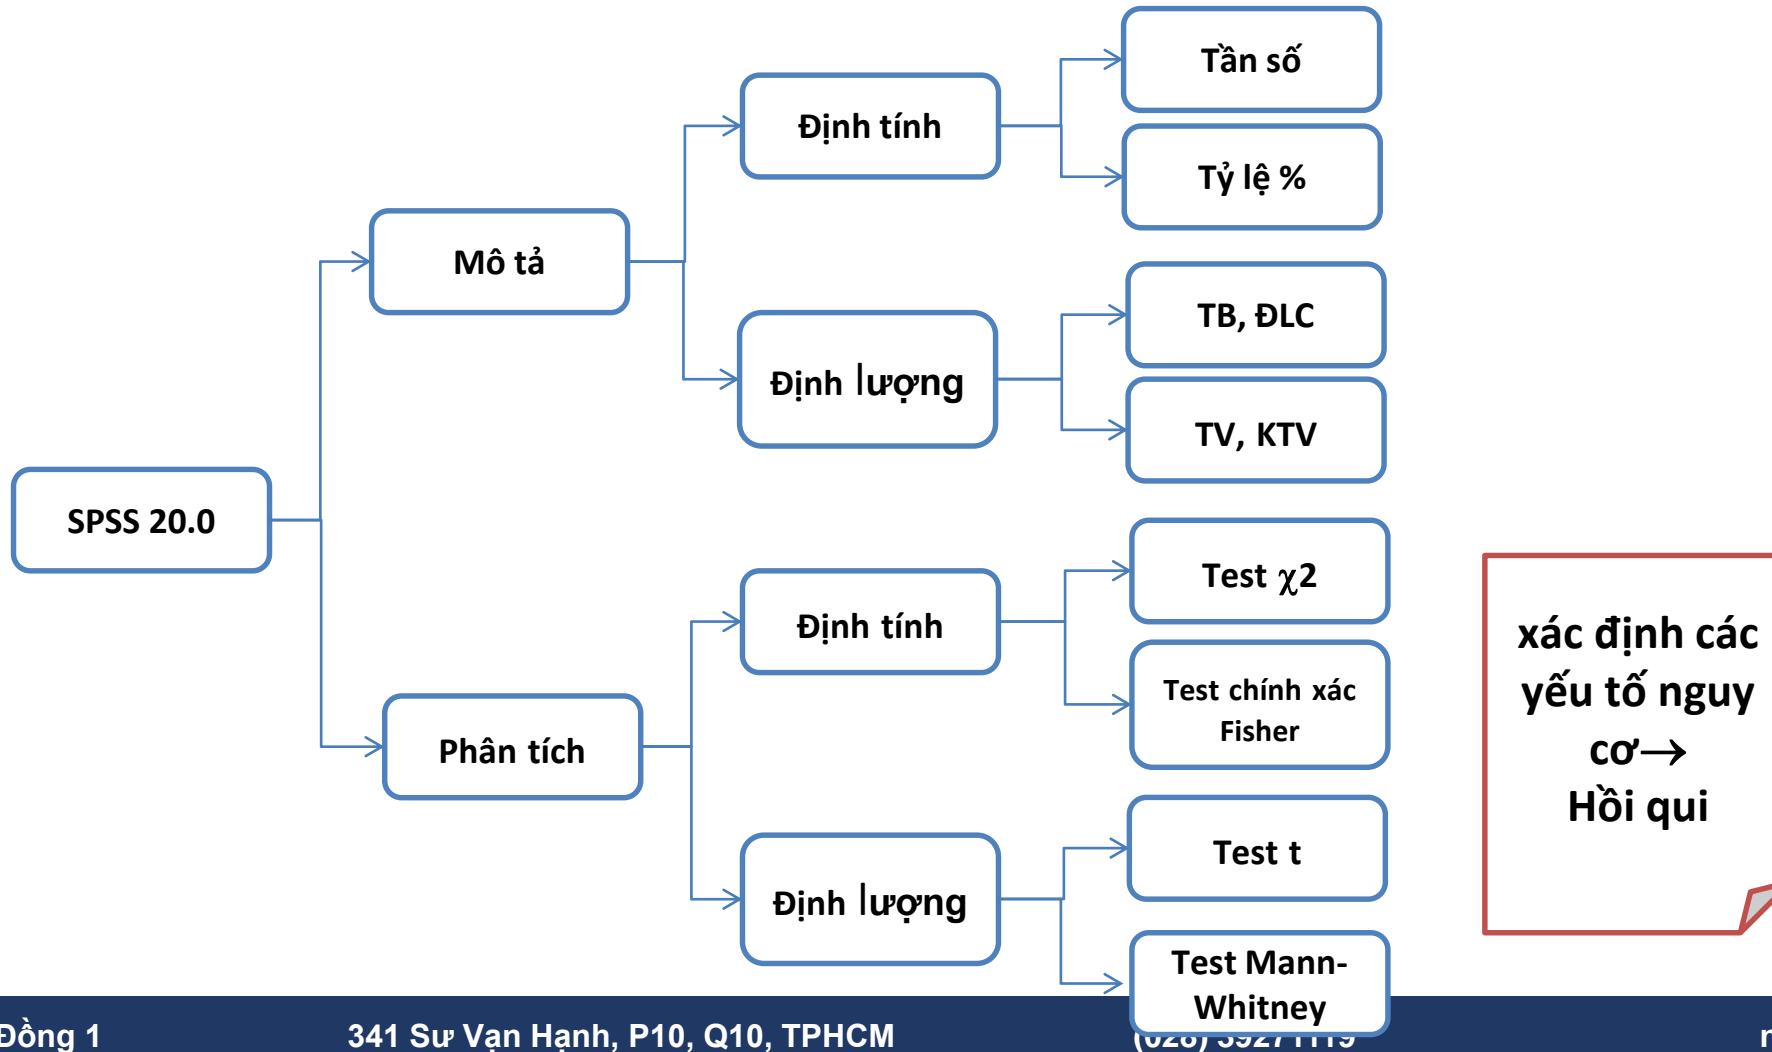 SPSS 20.0
Mô tả
Định tính
Tần số
Tỷ lệ %
Định lượng
TB, ĐLC
TV, KTV
Phân tích
Định tính
Test χ2
Test chính xác
Fisher
Định lượng
Test t
Test Mann-
Whitney
xác định các
yếu tố nguy
cơ→
Hồi qui
Đồng 1
341 Sư Vạn Hạnh, P10, Q10, TPHCM
(028) 39271119